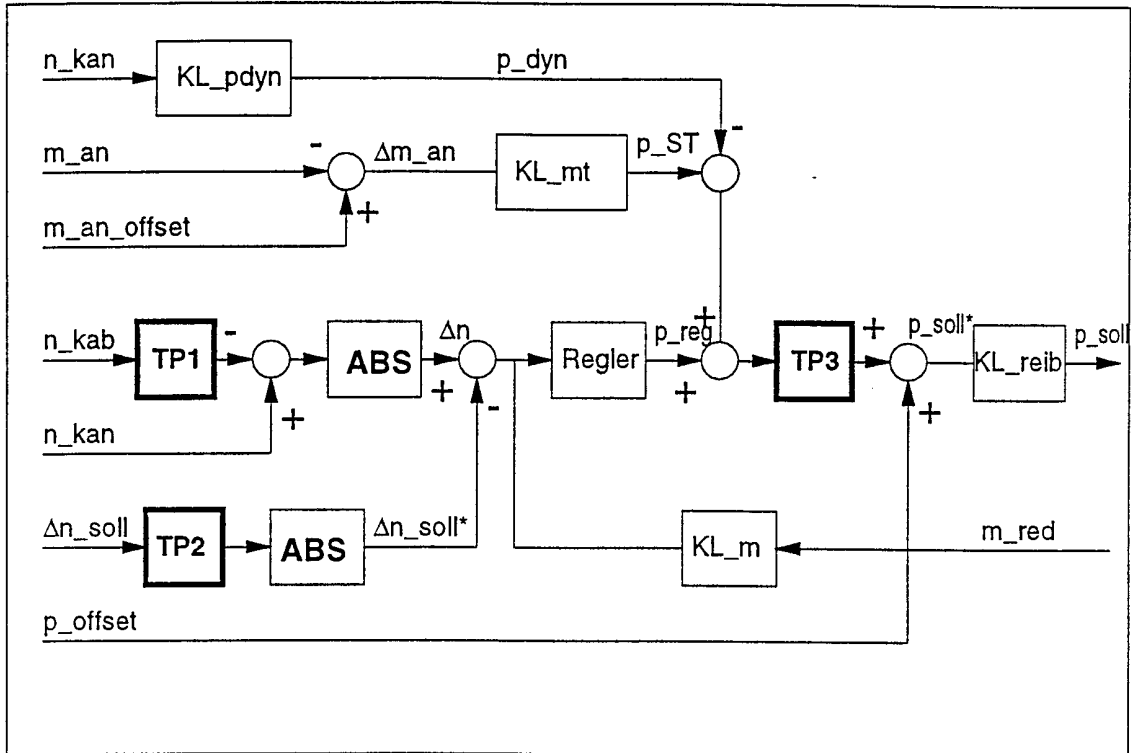 n_kan
KL_pdyn
p_dyn
-
m_an
-
Δm_an
KL_mt
p_ST
m_an_offset
+
n_kab
TP1
-
ABS
Δn
+
-
Regler
p_reg
+
+
TP3
+
p_soll*
KL_reib
p_soll
+
n_kan
+
Δn_soll
TP2
ABS
Δn_soll*
KL_m
m_red
p_offset